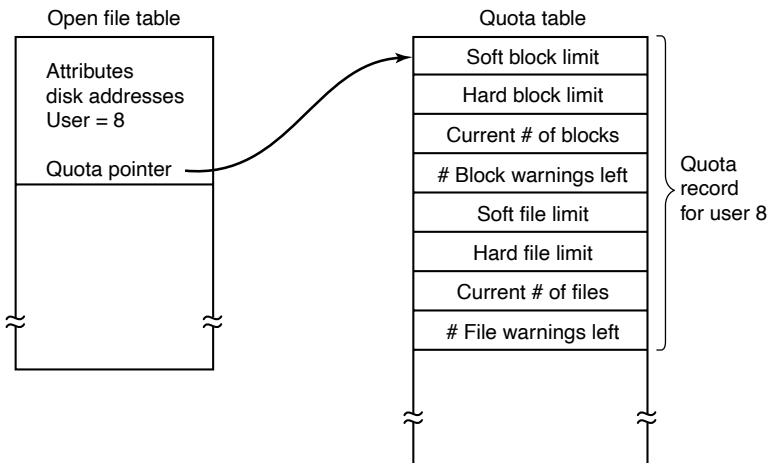 Open file table
Attributes
disk addresses
User = 8
Quota pointer
Quota table
Soft block limit
Hard block limit
Current # of blocks
# Block warnings left
Soft file limit
Hard file limit
Current # of files
# File warnings left
Quota
record
for user 8